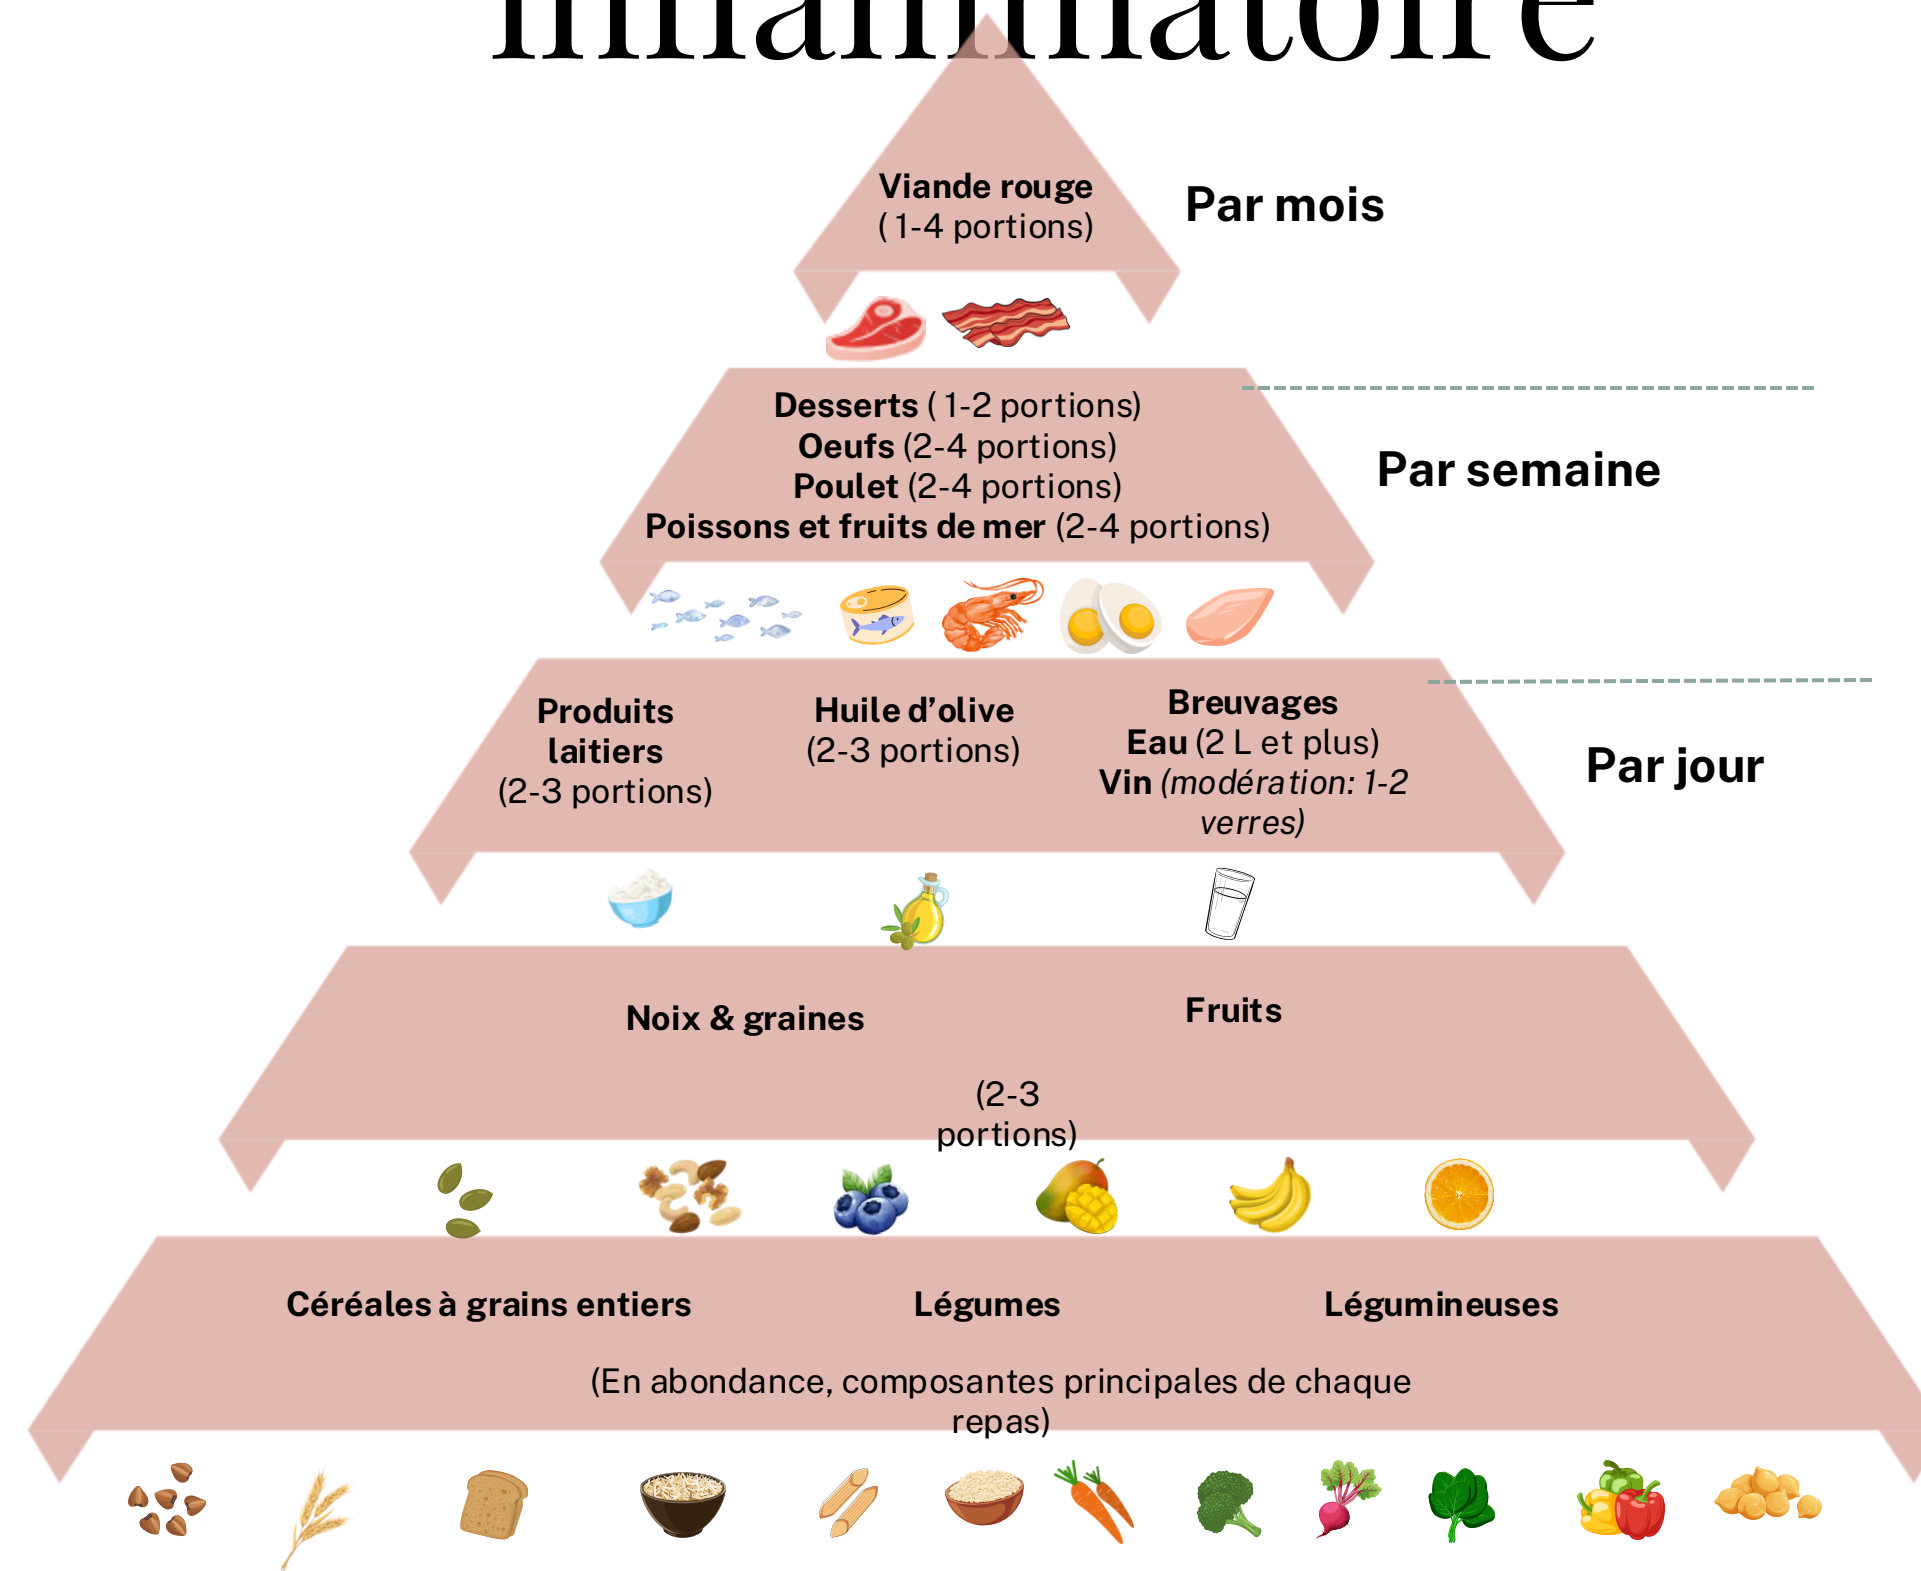 inflammatoire
Viande rouge
( 1-4 portions)
Par mois
Desserts ( 1-2 portions)
Oeufs (2-4 portions)
Poulet (2-4 portions)
Poissons et fruits de mer (2-4 portions)
Par semaine
Produits
laitiers
(2-3 portions)
Huile d’olive
(2-3 portions)
Breuvages
Eau (2 L et plus)
Vin (modération: 1-2
verres)
Par jour
Noix & graines
Fruits
(2-3
portions)
Céréales à grains entiers
Légumes
Légumineuses
(En abondance, composantes principales de chaque
repas)